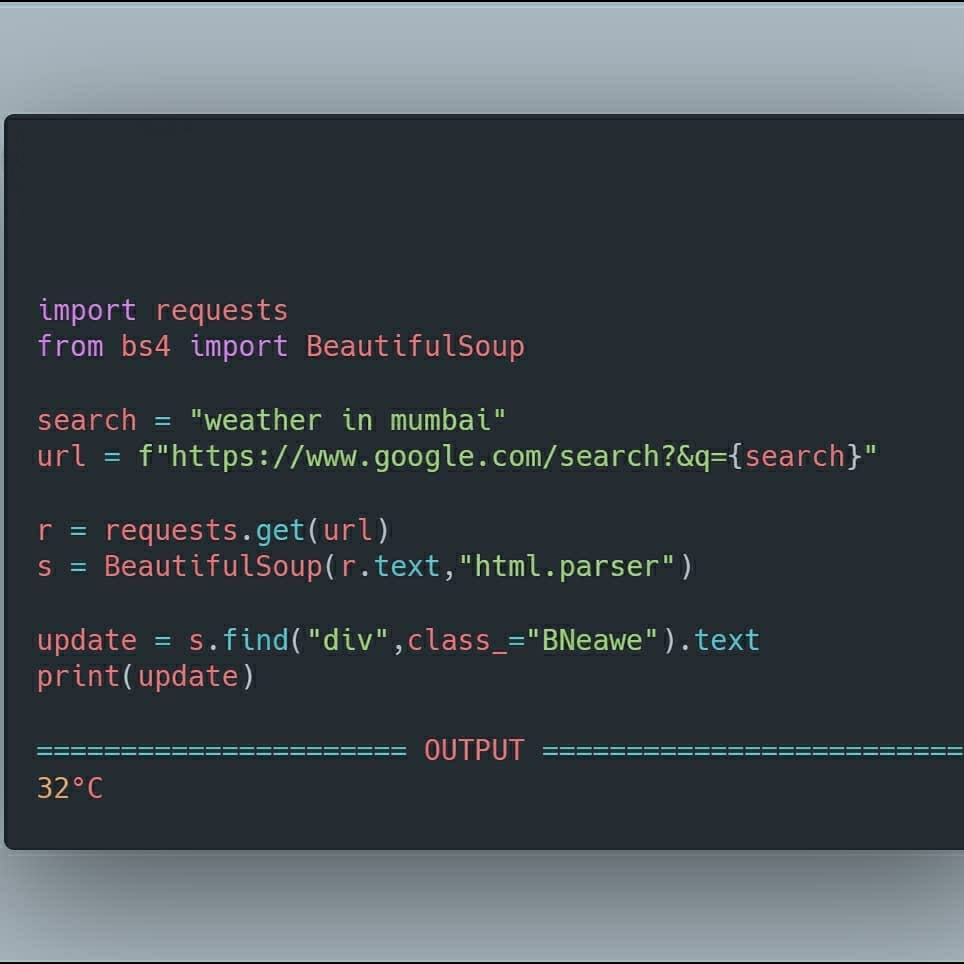 import requests
from bs4 import BeautifulSoup
search = "weather in mumbai"
url = f"https://www.google.com/search?&q={search}"
r = requests.get(url)
s = BeautifulSoup(r.text,"html.parser")
update = s.find("div",class_="BNeawe").text
print(update)
====================== OUTPUT =========================
32°C